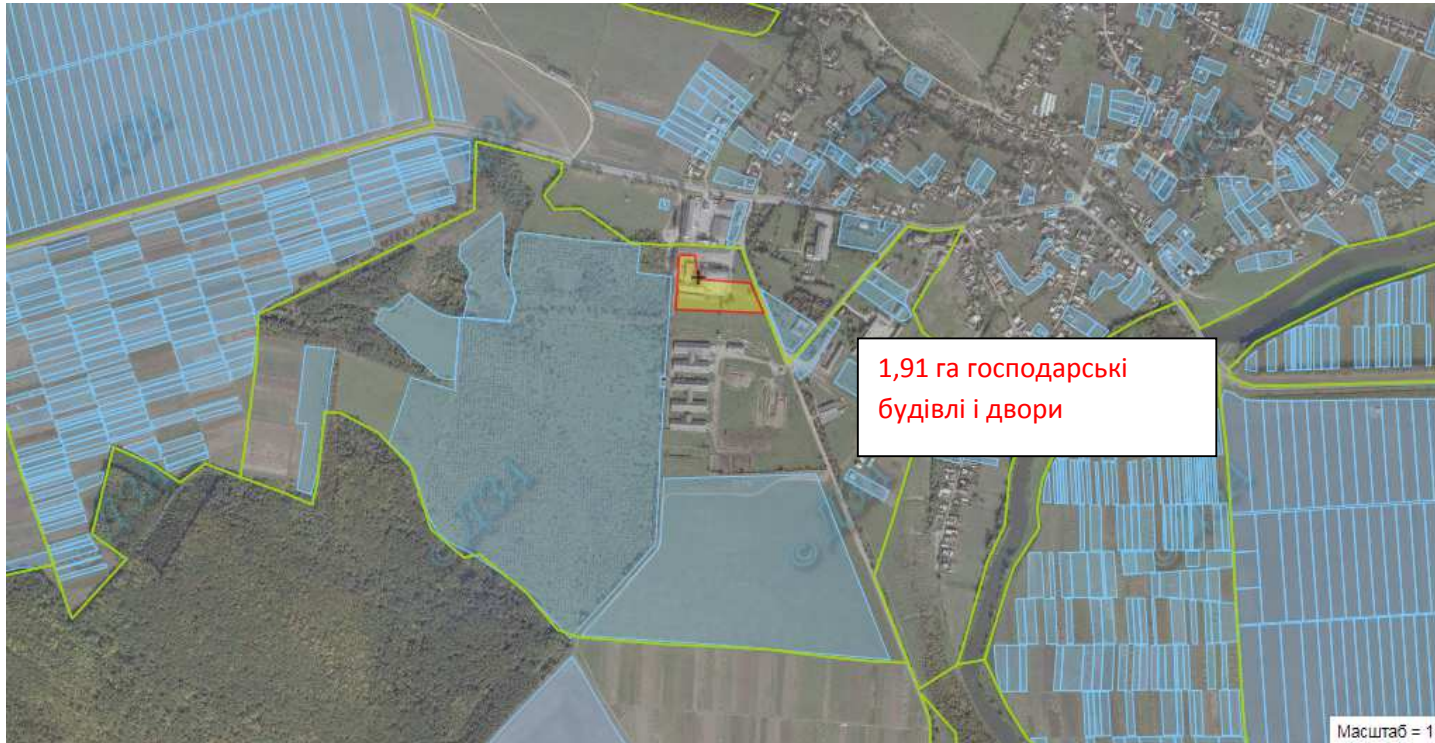 1,91 га господарські
будівлі і двори
Масштаб = 1